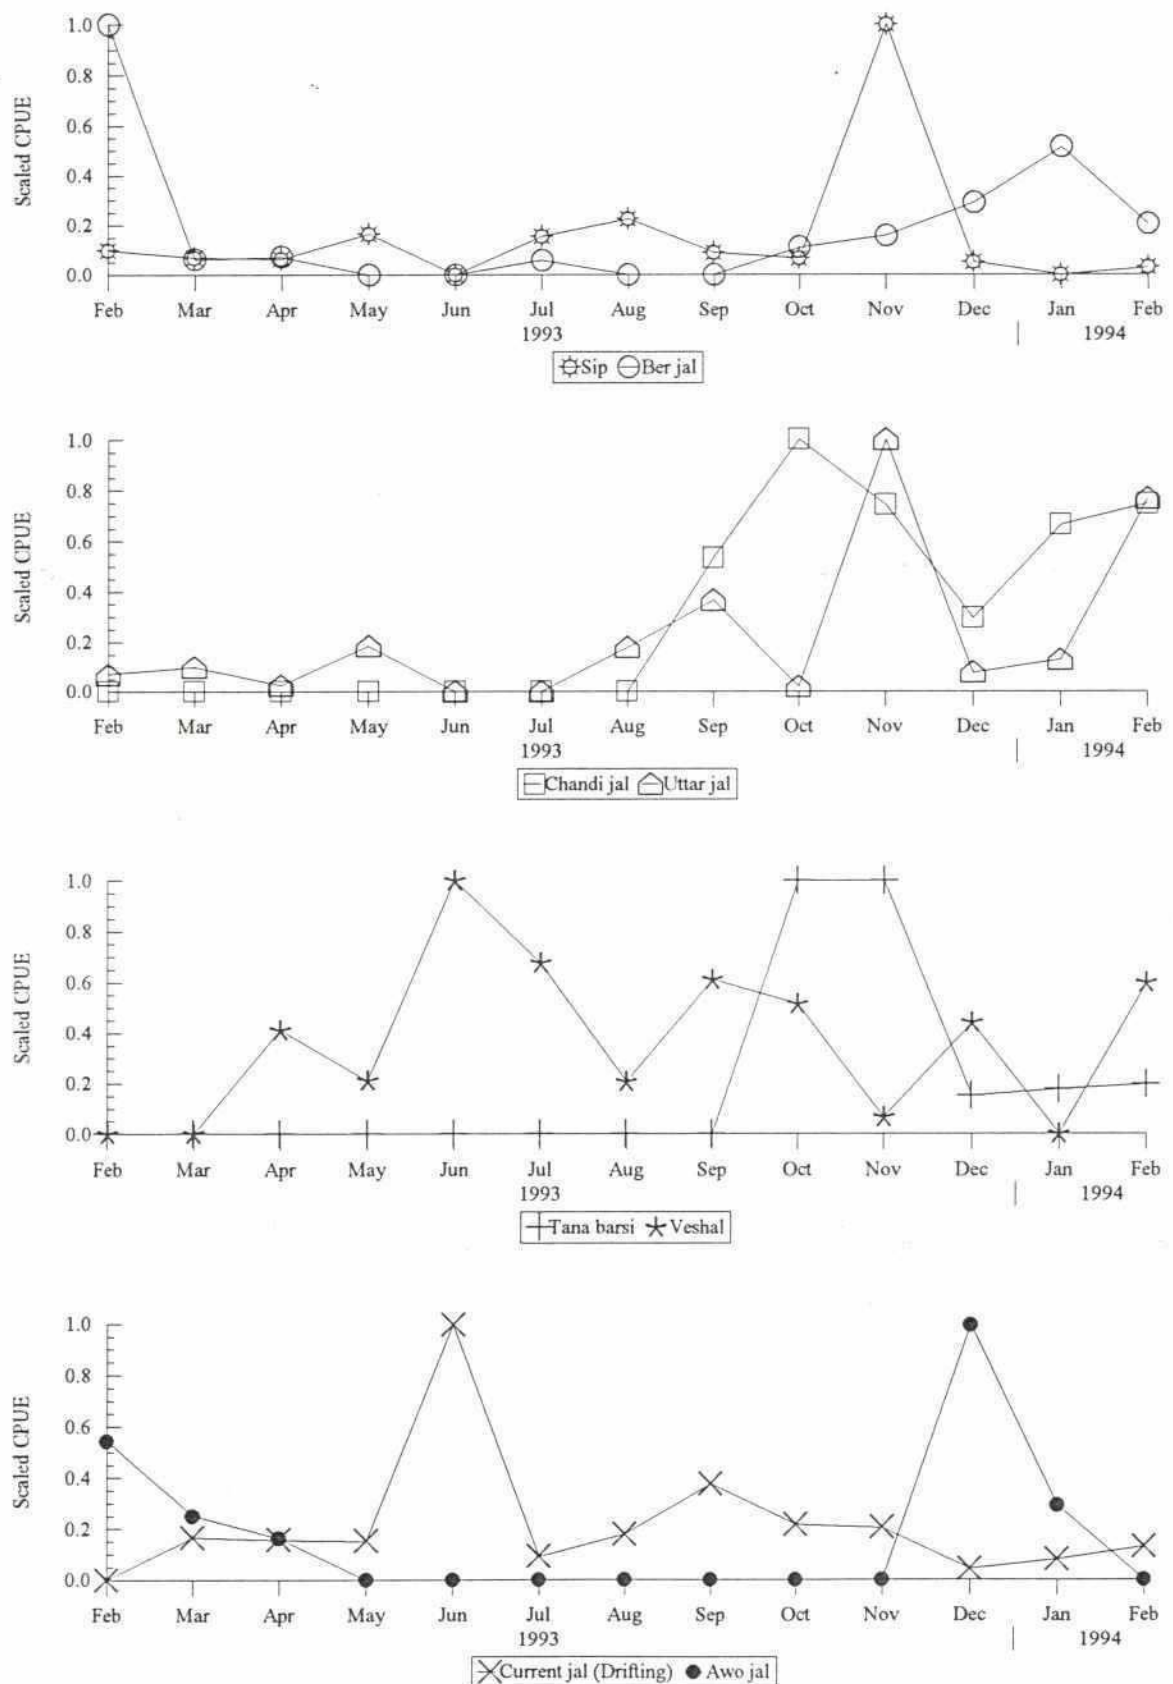 Scaled CPUE
1.0
0.8
0.6
0.4
0.2
0.0
Feb Mar Apr May Jun Jul Aug Sep Oct Nov Dec Jan Feb
1993 1994
Sip Ber jal
Scaled CPUE
1.0
0.8
0.6
0.4
0.2
0.0
Feb Mar Apr May Jun Jul Aug Sep Oct Nov Dec Jan Feb
1993 1994
Chandi jal Uttar jal
Scaled CPUE
1.0
0.8
0.6
0.4
0.2
0.0
Feb Mar Apr May Jun Jul Aug Sep Oct Nov Dec Jan Feb
1993 1994
Tana barsi Veshal
Scaled CPUE
1.0
0.8
0.6
0.4
0.2
0.0
Feb Mar Apr May Jun Jul Aug Sep Oct Nov Dec Jan Feb
1993 1994
Current jal (Drifting) Awo jal